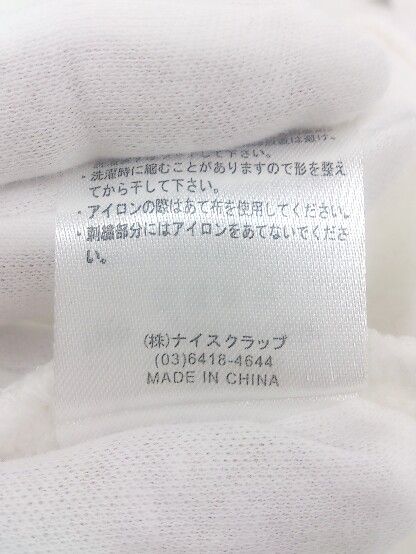 て下さい。
・洗濯時に縮むことがありますので形を整え
てから干して下さい。
・アイロンの際はあて布を使用してください。
・刺繍部分にはアイロンをあてないでくださ
い。
(株)ナイスクラップ
(03)6418-4644
MADE IN CHINA